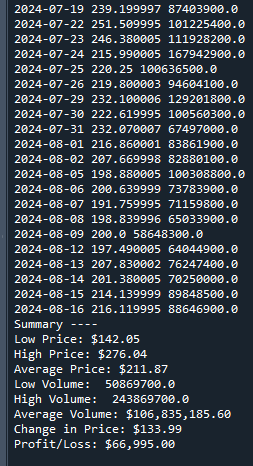 2024-07-19 239.199997 87403900.0
2024-07-22 251.509995 101225400.0
2024-07-23 246.380005 111928200.0
2024-07-24 215.990005 167942900.0
2024-07-25 220.25 100636500.0
2024-07-26 219.800003 94604100.0
2024-07-29 232.100006 129201800.0
2024-07-30 222.619995 100560300.0
2024-07-31 232.070007 67497000.0
2024-08-01 216.860001 83861900.0
2024-08-02 207.669998 82880100.0
2024-08-05 198.880005 100308800.0
2024-08-06 200.639999 73783900.0
2024-08-07 191.759995 71159800.0
2024-08-08 198.839996 65033900.0
2024-08-09 200.0 58648300.0
2024-08-12 197.490005 64044900.0
2024-08-13 207.830002 76247400.0
2024-08-14 201.380005 70250000.0
2024-08-15 214.139999 89848500.0
2024-08-16 216.119995 88646900.0
Summary ----
Low Price: $142.05
High Price: $276.04
Average Price: $211.87
Low Volume:  50869700.0
High Volume:  243869700.0
Average Volume: $106,835,185.60
Change in Price: $133.99
Profit/Loss: $66,995.00